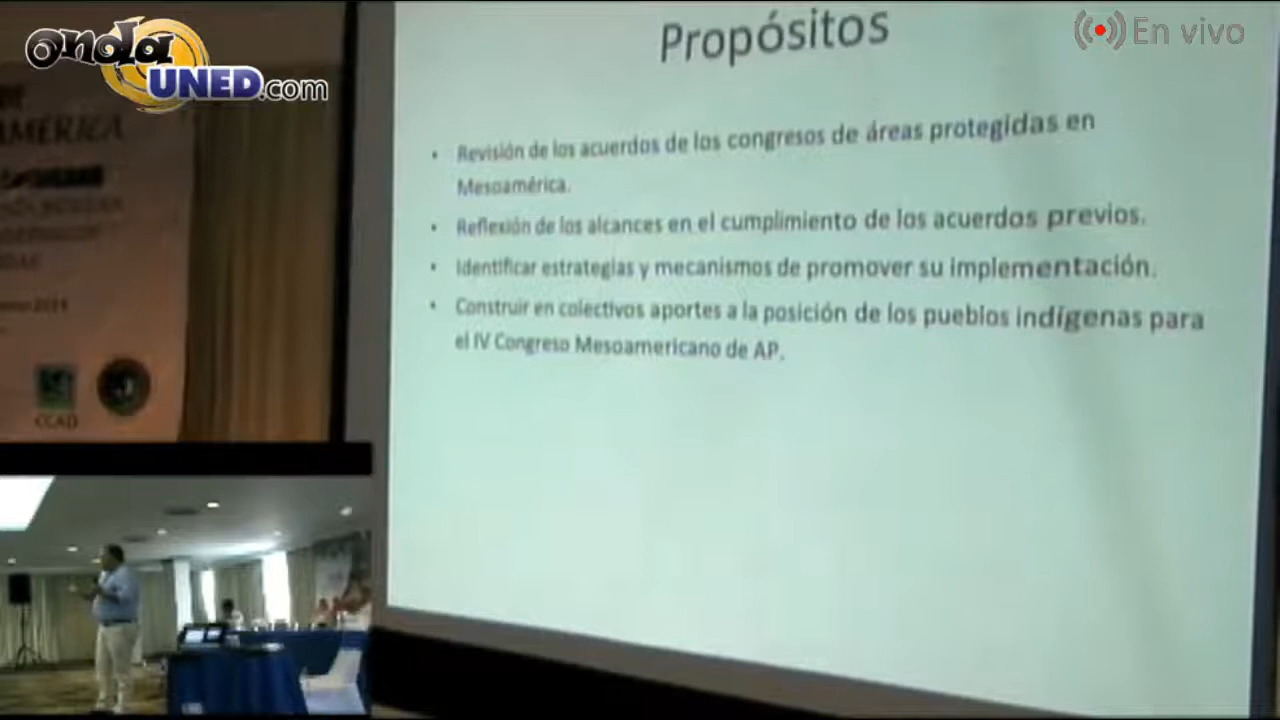 onda
UNED.com
En vivo
Propósitos
• Revisión de los acuerdos de los congresos de áreas protegidas en
Mesoamérica.
• Reflexión de los alcances en el cumplimiento de los acuerdos previos.
• Identificar estrategias y mecanismos de promover su implementación.
• Construir en colectivos aportes a la posición de los pueblos indígenas para
el IV Congreso Mesoamericano de AP.
CCAD